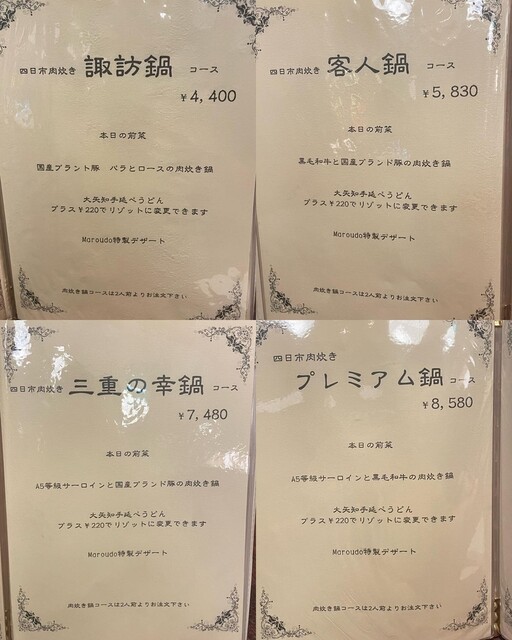 四日市肉炊き 諏訪鍋 コース
¥4,400
本日の前菜
国産ブランド豚 バラとロースの肉炊き鍋
大矢知手延べうどん
プラス¥220でリゾットに変更できます
Maroudo特製デザート
肉炊き鍋コースは2人前よりお注文下さい
四日市肉炊き 客人鍋 コース
¥5,830
本日の前菜
黒毛和牛と国産ブランド豚の肉炊き鍋
大矢知手延べうどん
プラス¥220でリゾットに変更できます
Maroudo特製デザート
肉炊き鍋コースは2人前よりお注文下さい
四日市肉炊き 三重の幸鍋 コース
¥7,480
本日の前菜
A5等級サーロインと国産ブランド豚の肉炊き鍋
大矢知手延べうどん
プラス¥220でリゾットに変更できます
Maroudo特製デザート
肉炊き鍋コースは2人前よりお注文下さい
四日市肉炊き
プレミアム鍋 コース
¥8,580
本日の前菜
A5等級サーロインと黒毛和牛の肉炊き鍋
大矢知手延べうどん
プラス¥220でリゾットに変更できます
Maroudo特製デザート
肉炊き鍋コースは2人前よりお注文下さい